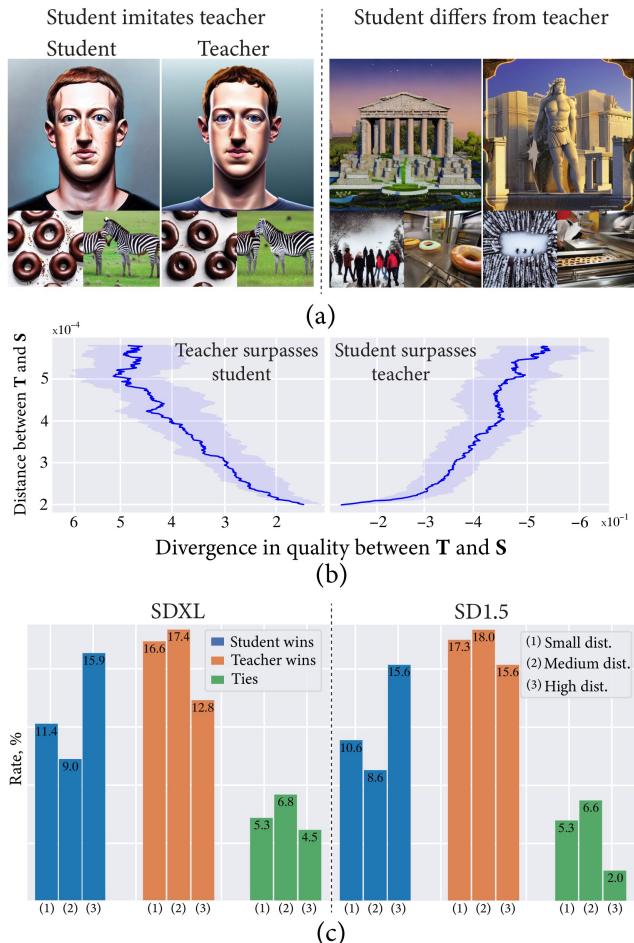 Student imitates teacher
Student differs from teacher
Student
Teacher
(a)
x10⁻⁴
Distance between T and S
5
4
3
2
Teacher surpasses
student
Student surpasses
teacher
6
5
4
3
2
−2
−3
−4
−5
−6
x10⁻¹
Divergence in quality between T and S
(b)
SDXL
SD1.5
Rate, %
Student wins
Teacher wins
Ties
(1) Small dist.
(2) Medium dist.
(3) High dist.
11.4
9.0
15.9
16.6
17.4
12.8
5.3
6.8
4.5
10.6
8.6
15.6
17.3
18.0
15.6
5.3
6.6
2.0
(1) (2) (3)
(1) (2) (3)
(1) (2) (3)
(1) (2) (3)
(1) (2) (3)
(1) (2) (3)
(c)